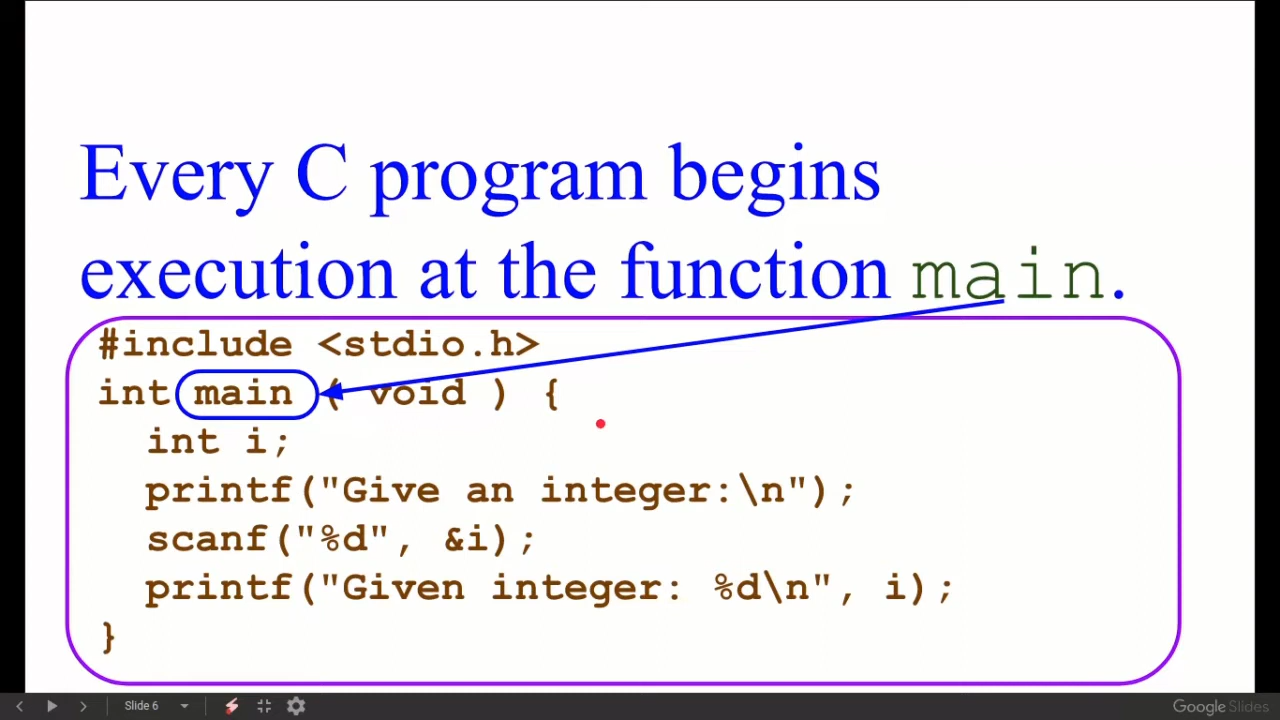 Every C program begins
execution at the function main.
#include <stdio.h>
int main ( void ) {
int i;
printf("Give an integer:\n");
scanf("%d", &i);
printf("Given integer: %d\n", i);
}
Slide 6
Google Slides